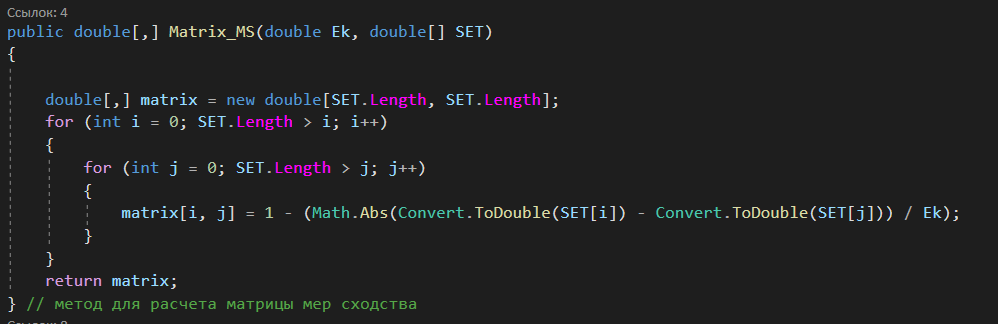 Ссылок: 4
public double[,] Matrix_MS(double Ek, double[] SET)
{
double[,] matrix = new double[SET.Length, SET.Length];
for (int i = 0; SET.Length > i; i++)
{
for (int j = 0; SET.Length > j; j++)
{
matrix[i, j] = 1 - (Math.Abs(Convert.ToDouble(SET[i]) - Convert.ToDouble(SET[j])) / Ek);
}
}
return matrix;
} // метод для расчета матрицы мер сходства